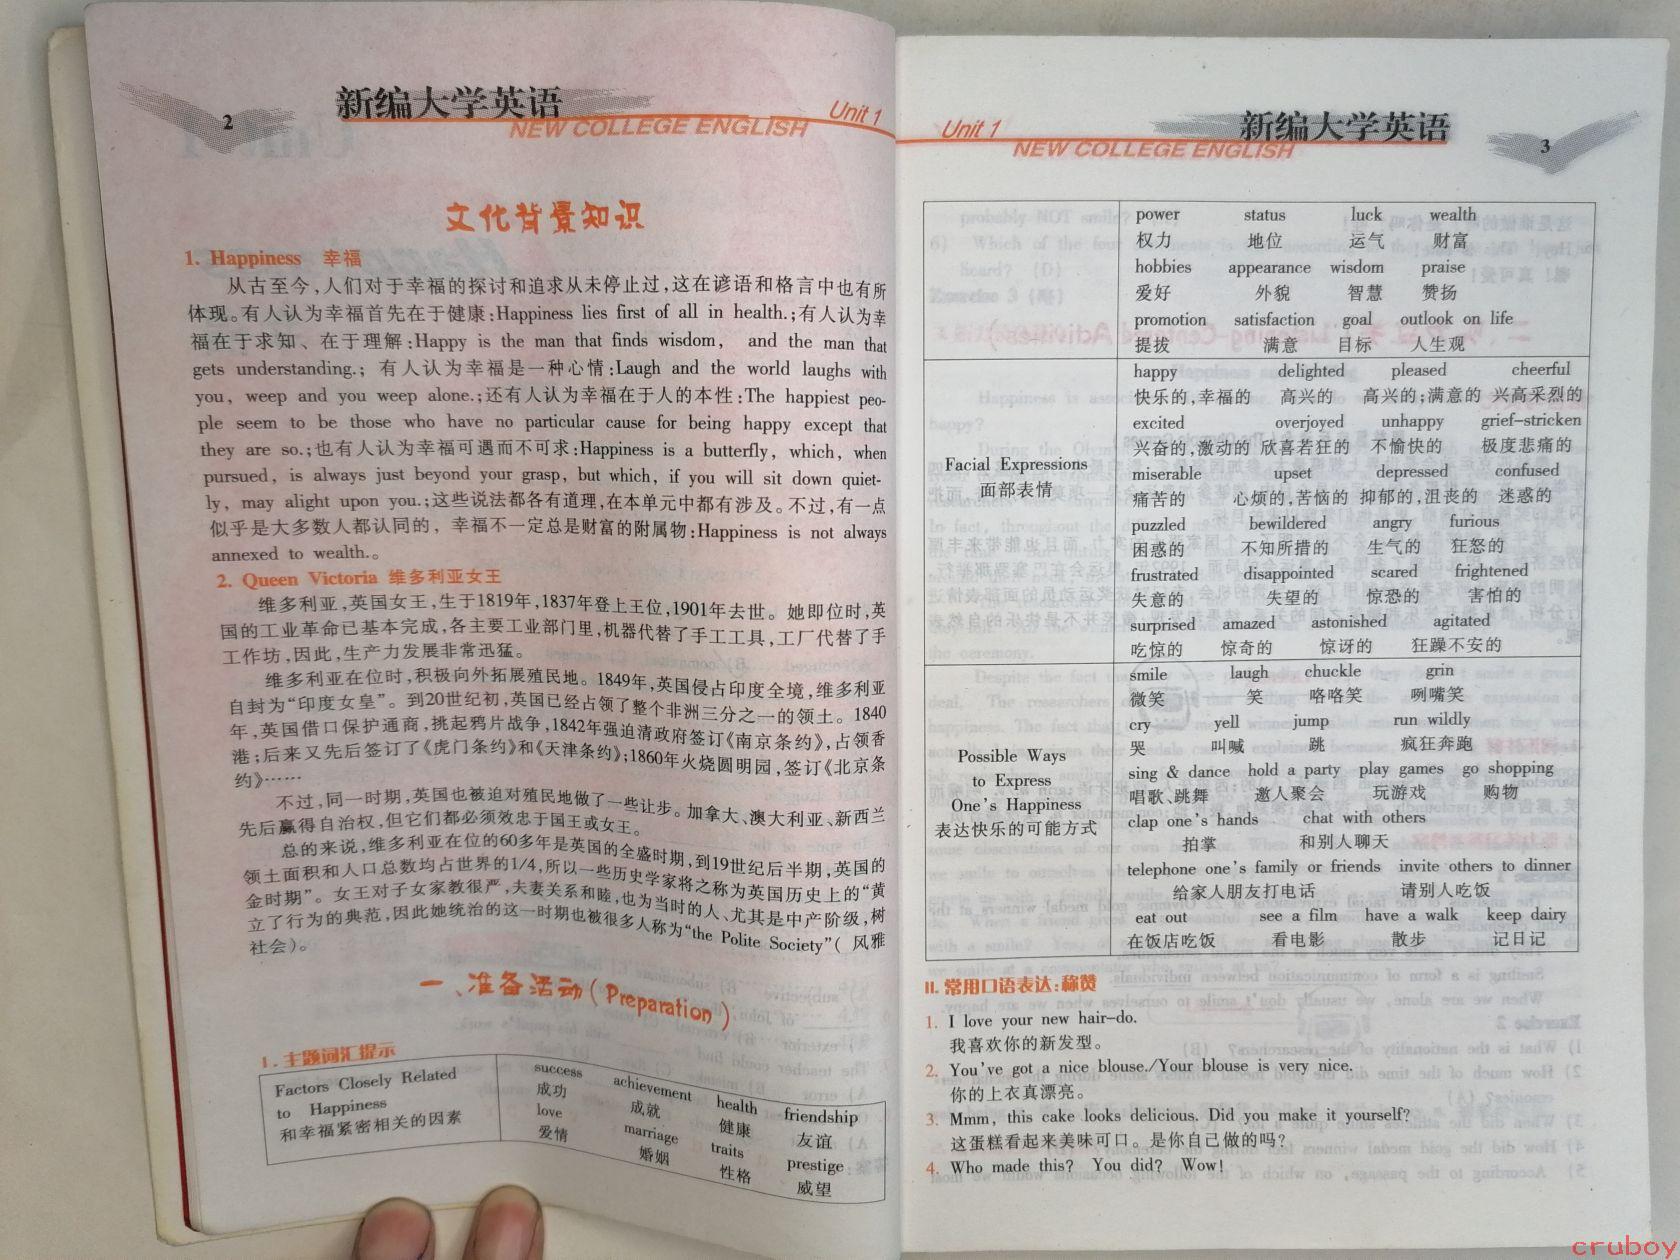 2
新编大学英语
NEW COLLEGE ENGLISH
Unit 1
文化背景知识
1. Happiness 幸福
从古至今,人们对于幸福的探讨和追求从未停止过,这在谚语和格言中也有所
体现。有人认为幸福首先在于健康:Happiness lies first of all in health.;有人认为幸
福在于求知、在于理解:Happy is the man that finds wisdom, and the man that
gets understanding.; 有人认为幸福是一种心情:Laugh and the world laughs with
you, weep and you weep alone.;还有人认为幸福在于人的本性:The happiest peo-
ple seem to be those who have no particular cause for being happy except that
they are so.;也有人认为幸福可遇而不可求:Happiness is a butterfly, which, when
pursued, is always just beyond your grasp, but which, if you will sit down quiet-
ly, may alight upon you.;这些说法都各有道理,在本单元中都有涉及。不过,有一点
似乎是大多数人都认同的, 幸福不一定总是财富的附属物:Happiness is not always
annexed to wealth.。
2. Queen Victoria 维多利亚女王
维多利亚,英国女王,生于1819年,1837年登上王位,1901年去世。她即位时,英
国的工业革命已基本完成,各主要工业部门里,机器代替了手工工具,工厂代替了手
工作坊,因此,生产力发展非常迅猛。
维多利亚在位时,积极向外拓展殖民地。1849年,英国侵占印度全境,维多利亚
自封为“印度女皇”。到20世纪初,英国已经占领了整个非洲三分之一的领土。1840
年,英国借口保护通商,挑起鸦片战争,1842年强迫清政府签订《南京条约》,占领香
港;后来又先后签订了《虎门条约》和《天津条约》;1860年火烧圆明园,签订《北京条
约》……
不过,同一时期,英国也被迫对殖民地做了一些让步。加拿大、澳大利亚、新西兰
先后赢得自治权,但它们都必须效忠于国王或女王。
总的来说,维多利亚在位的60多年是英国的全盛时期,到19世纪后半期,英国的
领土面积和人口总数均占世界的1/4,所以一些历史学家将之称为英国历史上的“黄
金时期”。女王对子女家教很严,夫妻关系和睦,也为当时的人、尤其是中产阶级,树
立了行为的典范,因此她统治的这一时期也被很多人称为“the Polite Society”( 风雅
社会)。
一、准备活动(Preparation)
I. 主题词汇提示
Factors Closely Related
to Happiness
和幸福紧密相关的因素
success achievement health friendship
成功 成就 健康 友谊
love marriage traits prestige
爱情 婚姻 性格 威望
Unit 1
新编大学英语
NEW COLLEGE ENGLISH
3
power status luck wealth
权力 地位 运气 财富
hobbies appearance wisdom praise
爱好 外貌 智慧 赞扬
promotion satisfaction goal outlook on life
提拔 满意 目标 人生观
Facial Expressions
面部表情
happy delighted pleased cheerful
快乐的,幸福的 高兴的 高兴的;满意的 兴高采烈的
excited overjoyed unhappy grief-stricken
兴奋的,激动的 欣喜若狂的 不愉快的 极度悲痛的
miserable upset depressed confused
痛苦的 心烦的,苦恼的 抑郁的,沮丧的 迷惑的
puzzled bewildered angry furious
困惑的 不知所措的 生气的 狂怒的
frustrated disappointed scared frightened
失意的 失望的 惊恐的 害怕的
surprised amazed astonished agitated
吃惊的 惊奇的 惊讶的 狂躁不安的
Possible Ways
to Express
One's Happiness
表达快乐的可能方式
smile laugh chuckle grin
微笑 笑 咯咯笑 咧嘴笑
cry yell jump run wildly
哭 叫喊 跳 疯狂奔跑
sing & dance hold a party play games go shopping
唱歌、跳舞 邀人聚会 玩游戏 购物
clap one's hands chat with others
拍掌 和别人聊天
telephone one's family or friends invite others to dinner
给家人朋友打电话 请别人吃饭
eat out see a film have a walk keep dairy
在饭店吃饭 看电影 散步 记日记
II. 常用口语表达:称赞
1. I love your new hair-do.
我喜欢你的新发型。
2. You've got a nice blouse./Your blouse is very nice.
你的上衣真漂亮。
3. Mmm, this cake looks delicious. Did you make it yourself?
这蛋糕看起来美味可口。是你自己做的吗?
4. Who made this? You did? Wow!
cruboy